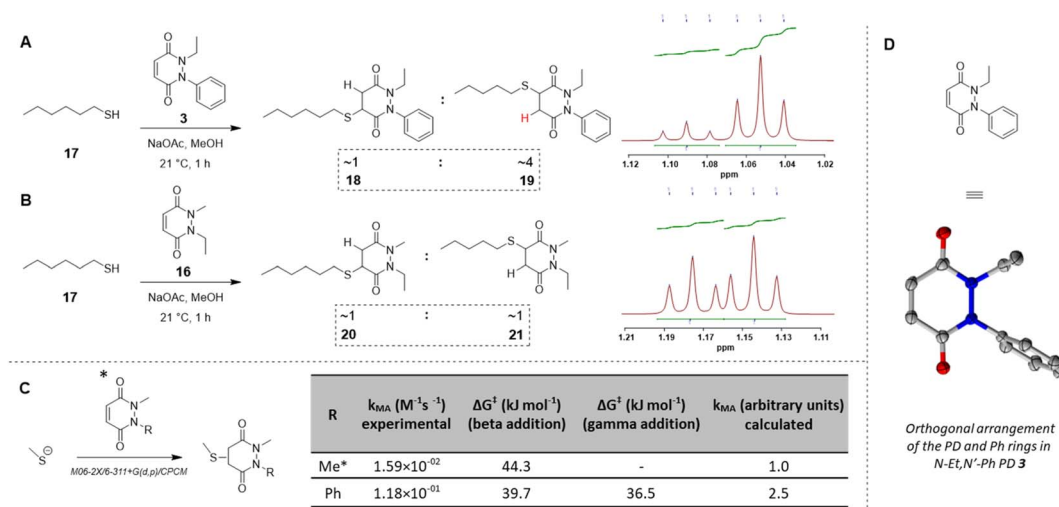 A
3
SH
17
NaOAc, MeOH
21 °C, 1 h
O
N
N
O
H
S
O
N
N
O
:
S
O
N
N
H
O
~1 : ~4
18 19
1.12 1.10 1.08 1.06 1.04 1.02
ppm
B
O
N
N
O
16
SH
17
NaOAc, MeOH
21 °C, 1 h
H
S
O
N
N
O
:
S
O
N
N
H
O
~1 : ~1
20 21
1.21 1.19 1.17 1.15 1.13 1.11
ppm
C
*
O
N
N
R
O
S
⊖
M06-2X/6-311+G(d,p)/CPCM
S
O
N
N
R
O
R
kMA (M-1s -1)
experimental
ΔG‡ (kJ mol-1)
(beta addition)
ΔG‡ (kJ mol-1)
(gamma addition)
kMA (arbitrary units)
calculated
Me* 1.59×10-02 44.3 - 1.0
Ph 1.18×10-01 39.7 36.5 2.5
D
O
N
N
O
Orthogonal arrangement
of the PD and Ph rings in
N-Et,N’-Ph PD 3